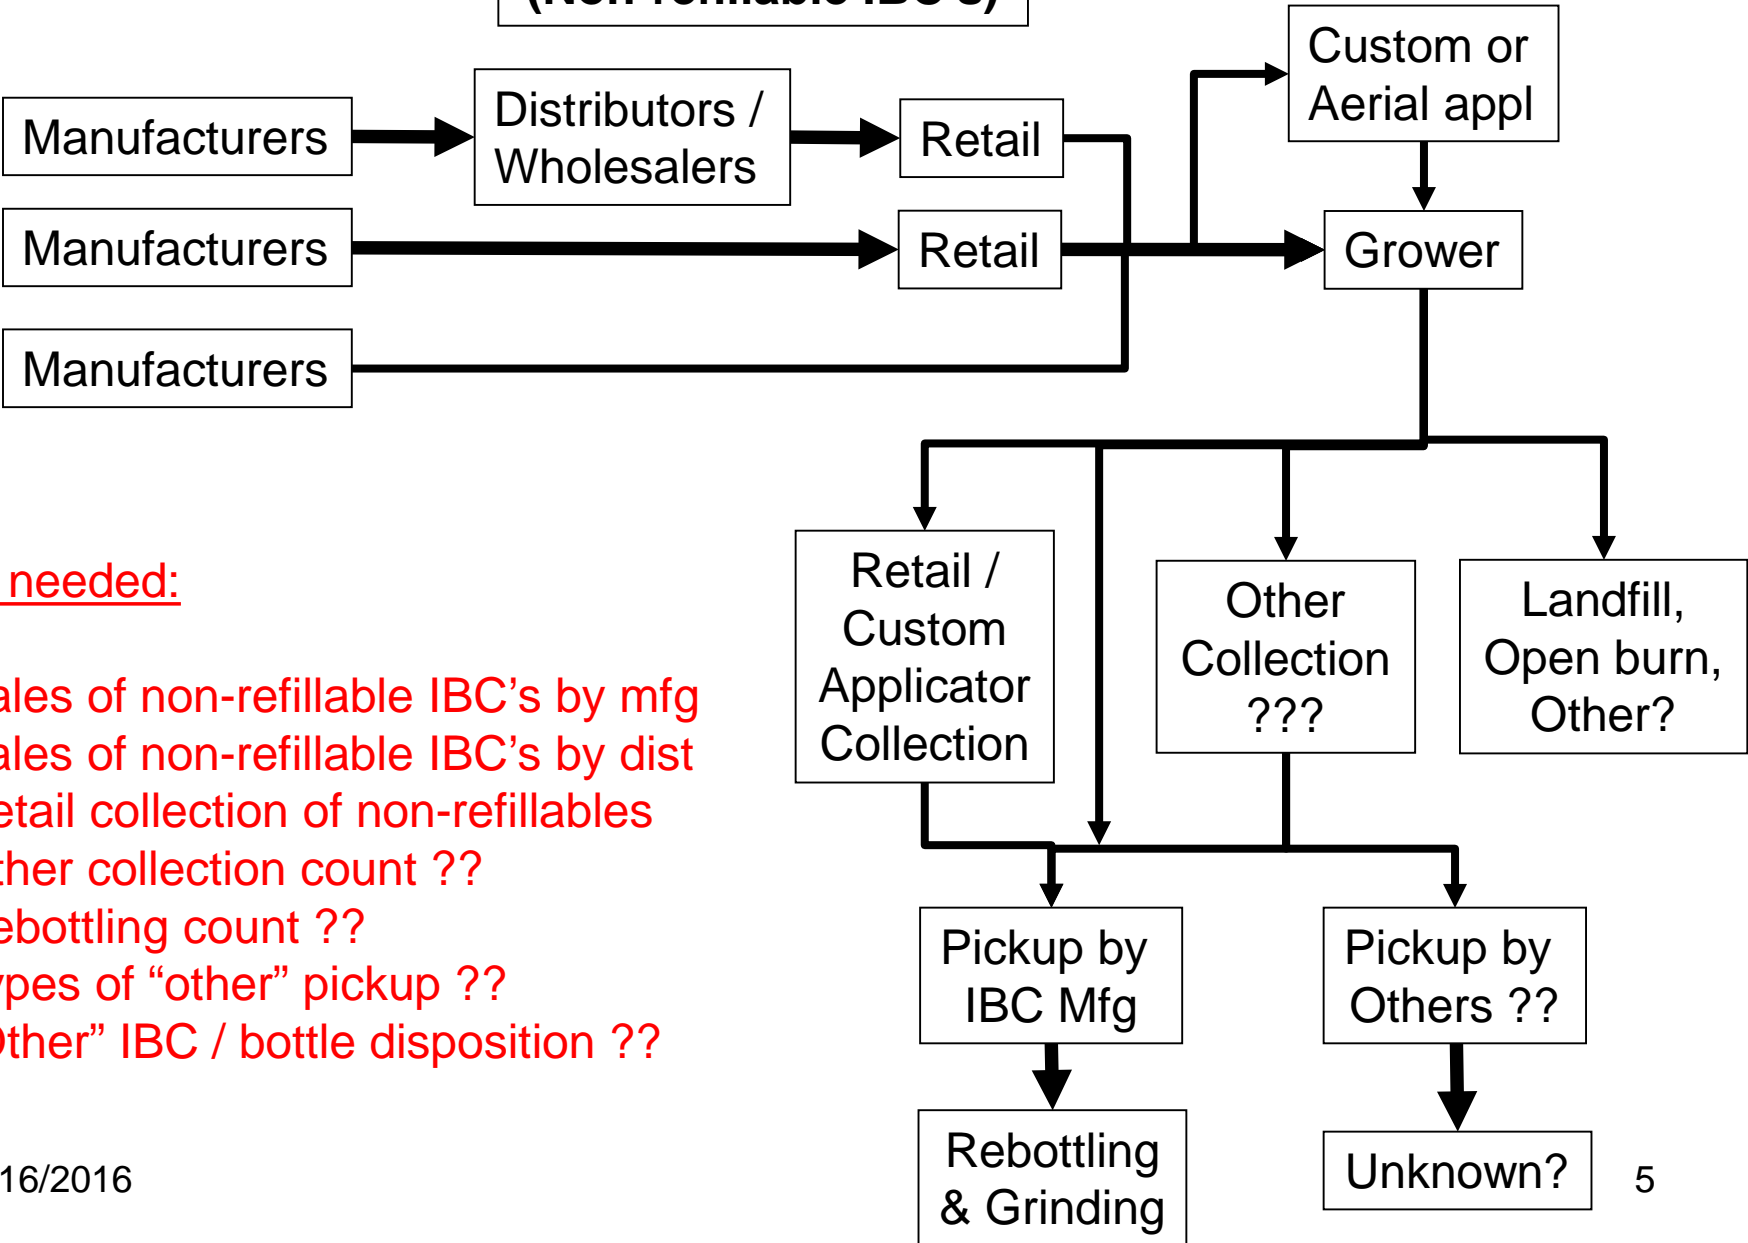 (Non-refillable IBC's)
Custom or
Aerial appl
Manufacturers
Distributors /
Wholesalers
Retail
Manufacturers
Retail
Grower
Manufacturers
needed:
ales of non-refillable IBC’s by mfg
ales of non-refillable IBC’s by dist
etail collection of non-refillables
ther collection count ??
ebottling count ??
ypes of “other” pickup ??
Other” IBC / bottle disposition ??
Retail /
Custom
Applicator
Collection
Other
Collection
???
Landfill,
Open burn,
Other?
Pickup by
IBC Mfg
Pickup by
Others ??
Rebottling
& Grinding
Unknown?
16/2016
5